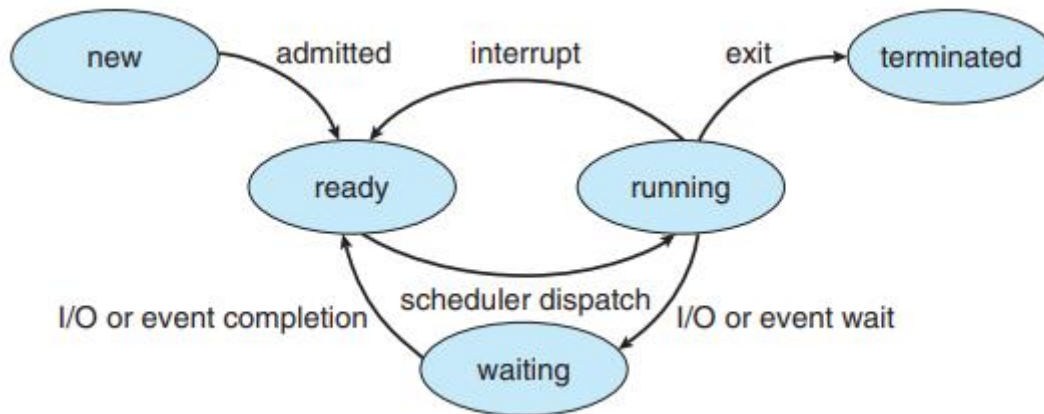 new
admitted
interrupt
exit
terminated
ready
running
scheduler dispatch
I/O or event completion
I/O or event wait
waiting